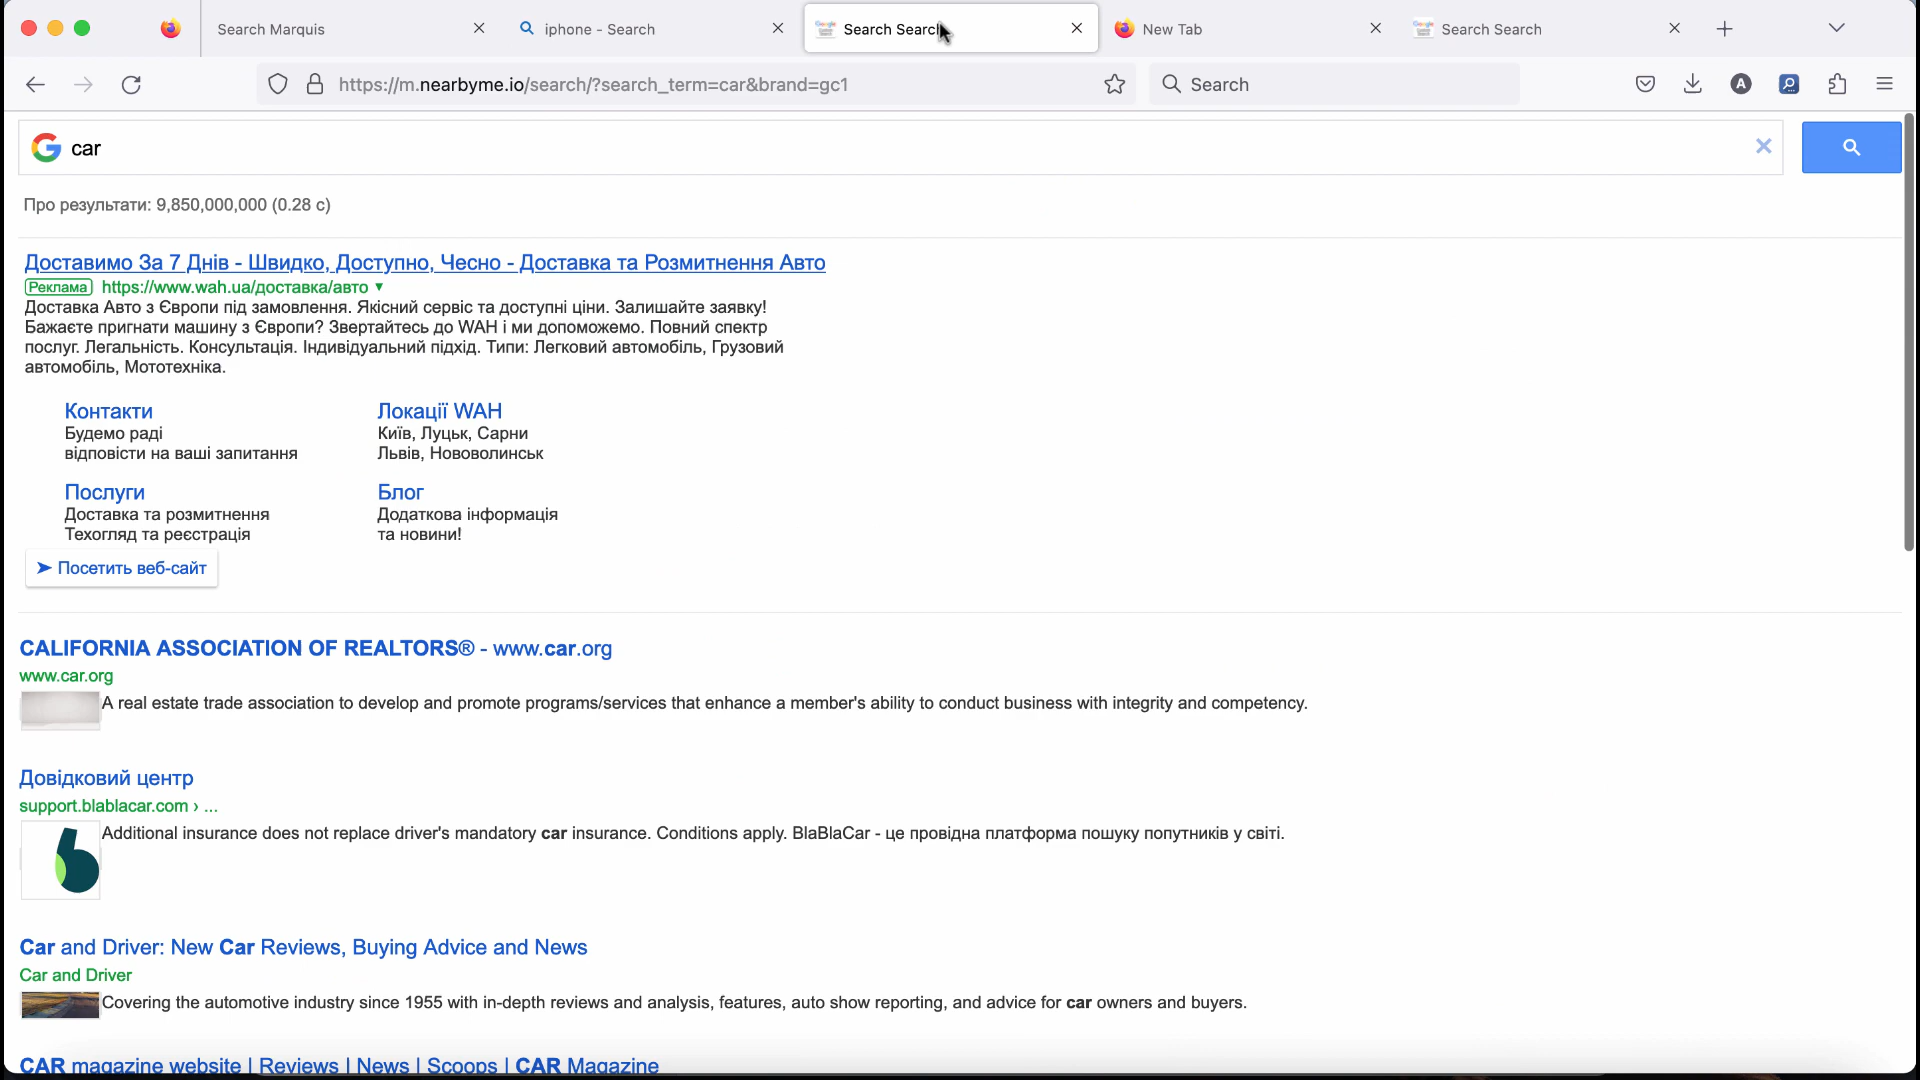 Search Marquis
iphone - Search
Search Search
New Tab
Search Search
https://m.nearbyme.io/search/?search_term=car&brand=gc1
Search
A
car
Про результати: 9,850,000,000 (0.28 с)
Доставимо За 7 Днів - Швидко, Доступно, Чесно - Доставка та Розмитнення Авто
Реклама https://www.wah.ua/доставка/авто ▼
Доставка Авто з Європи під замовлення. Якісний сервіс та доступні ціни. Залишайте заявку!
Бажаєте пригнати машину з Європи? Звертайтесь до WAH і ми допоможемо. Повний спектр
послуг. Легальність. Консультація. Індивідуальний підхід. Типи: Легковий автомобіль, Грузовий
автомобіль, Мототехніка.
Контакти
Будемо раді
відповісти на ваші запитання
Локації WAH
Київ, Луцьк, Сарни
Львів, Нововолинськ
Послуги
Доставка та розмитнення
Техогляд та реєстрація
Блог
Додаткова інформація
та новини!
➤ Посетить веб-сайт
CALIFORNIA ASSOCIATION OF REALTORS® - www.car.org
www.car.org
A real estate trade association to develop and promote programs/services that enhance a member's ability to conduct business with integrity and competency.
Довідковий центр
support.blablacar.com › ...
Additional insurance does not replace driver's mandatory car insurance. Conditions apply. BlaBlaCar - це провідна платформа пошуку попутників у світі.
Car and Driver: New Car Reviews, Buying Advice and News
Car and Driver
Covering the automotive industry since 1955 with in-depth reviews and analysis, features, auto show reporting, and advice for car owners and buyers.
CAR magazine website | Reviews | News | Scoops | CAR Magazine